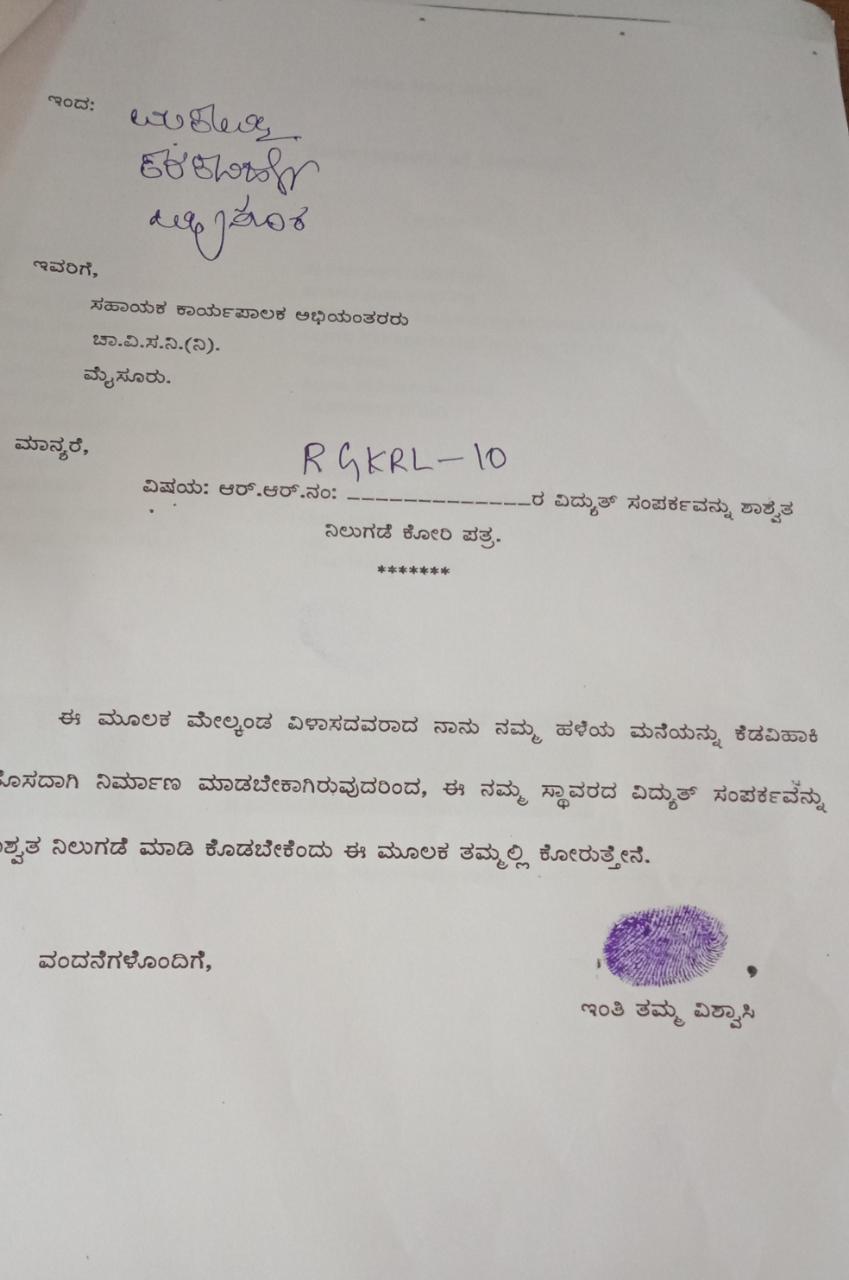 ಇಂದ:
ಇವರಿಗೆ,
ಸಹಾಯಕ ಕಾರ್ಯಪಾಲಕ ಅಭಿಯಂತರರು
ಚಾ.ವಿ.ಸ.ನಿ.(ನಿ).
ಮೈಸೂರು.
ಮಾನ್ಯರೆ,
RGKRL-10
ವಿಷಯ: ಆರ್.ಆರ್.ನಂ: _____________ರ ವಿದ್ಯುತ್ ಸಂಪರ್ಕವನ್ನು ಶಾಶ್ವತ
ನಿಲುಗಡೆ ಕೋರಿ ಪತ್ರ.
*******
ಈ ಮೂಲಕ ಮೇಲ್ಕಂಡ ವಿಳಾಸದವರಾದ ನಾನು ನಮ್ಮ ಹಳೆಯ ಮನೆಯನ್ನು ಕೆಡವಿಹಾಕಿ
ಹೊಸದಾಗಿ ನಿರ್ಮಾಣ ಮಾಡಬೇಕಾಗಿರುವುದರಿಂದ, ಈ ನಮ್ಮ ಸ್ಥಾವರದ ವಿದ್ಯುತ್ ಸಂಪರ್ಕವನ್ನು
ಶಾಶ್ವತ ನಿಲುಗಡೆ ಮಾಡಿ ಕೊಡಬೇಕೆಂದು ಈ ಮೂಲಕ ತಮ್ಮಲ್ಲಿ ಕೋರುತ್ತೇನೆ.
ವಂದನೆಗಳೊಂದಿಗೆ,
ಇಂತಿ ತಮ್ಮ ವಿಶ್ವಾಸಿ